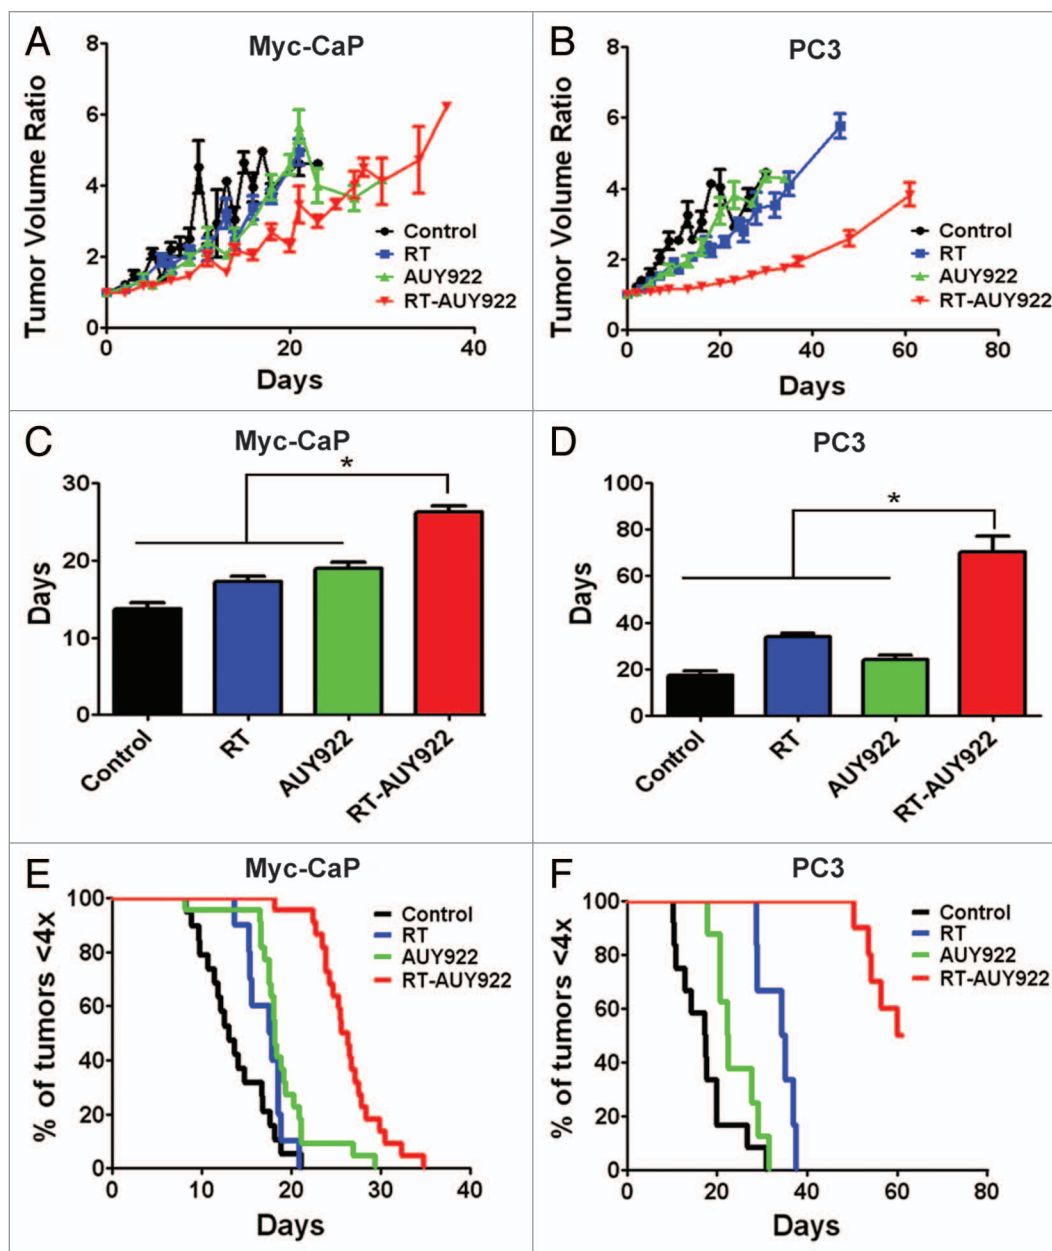 A
Myc-CaP
Tumor Volume Ratio
8
6
4
2
0
0 20 40
Days
Control
RT
AUY922
RT-AUY922
B
PC3
Tumor Volume Ratio
8
6
4
2
0
0 20 40 60 80
Days
Control
RT
AUY922
RT-AUY922
C
Myc-CaP
*
Days
30
20
10
0
Control
RT
AUY922
RT-AUY922
D
PC3
*
Days
100
80
60
40
20
0
Control
RT
AUY922
RT-AUY922
E
Myc-CaP
% of tumors <4x
100
80
60
40
20
0
0 10 20 30 40
Days
Control
RT
AUY922
RT-AUY922
F
PC3
% of tumors <4x
100
80
60
40
20
0
0 20 40 60 80
Days
Control
RT
AUY922
RT-AUY922